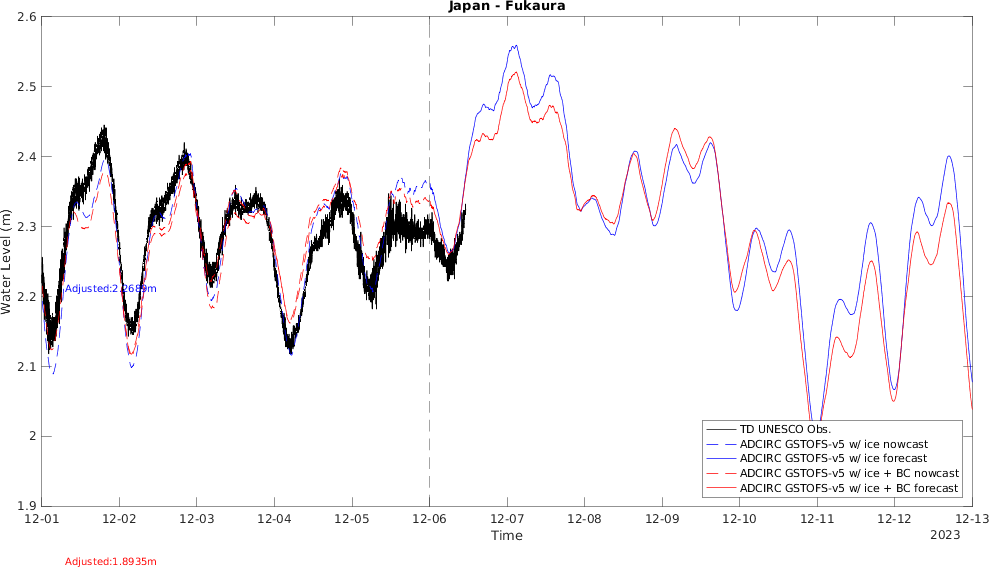 Japan - Fukaura
Water Level (m)
2.6
2.5
2.4
2.3
2.2
2.1
2
1.9
Adjusted:2.2689m
TD UNESCO Obs.
ADCIRC GSTOFS-v5 w/ ice nowcast
ADCIRC GSTOFS-v5 w/ ice forecast
ADCIRC GSTOFS-v5 w/ ice + BC nowcast
ADCIRC GSTOFS-v5 w/ ice + BC forecast
12-01 12-02 12-03 12-04 12-05 12-06 12-07 12-08 12-09 12-10 12-11 12-12 12-13
Time
2023
Adjusted:1.8935m